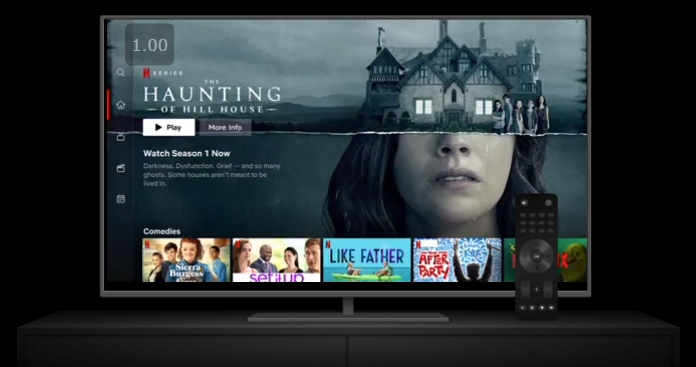 1.00
N SERIES
THE
HAUNTING
OF HILL HOUSE
Play
More Info
Watch Season 1 Now
Darkness. Dysfunction. Grief — and so many
ghosts. Some houses aren't meant to be
lived in.
Comedies
Sierra
Burgess
set it up
LIKE FATHER
THE
AFTER
PARTY